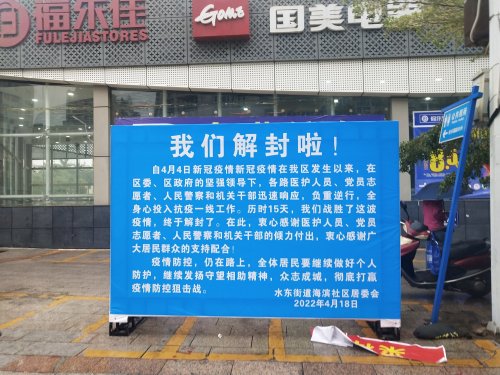 福乐佳
FULEJIASTORES
GOME
国美电器
我们解封啦！
自4月4日新冠疫情新冠疫情在我区发生以来，在
区委、区政府的坚强领导下，各路医护人员、党员志
愿者、人民警察和机关干部迅速响应，负重逆行，全
身心投入抗疫一线工作。历时15天，我们战胜了这波
疫情，终于解封了。在此，衷心感谢医护人员、党员
志愿者、人民警察和机关干部的倾力付出，衷心感谢广
大居民群众的支持配合！
疫情防控，仍在路上，全体居民要继续做好个人
防护，继续发扬守望相助精神，众志成城，彻底打赢
疫情防控狙击战。
水东街道海滨社区居委会
2022年4月18日